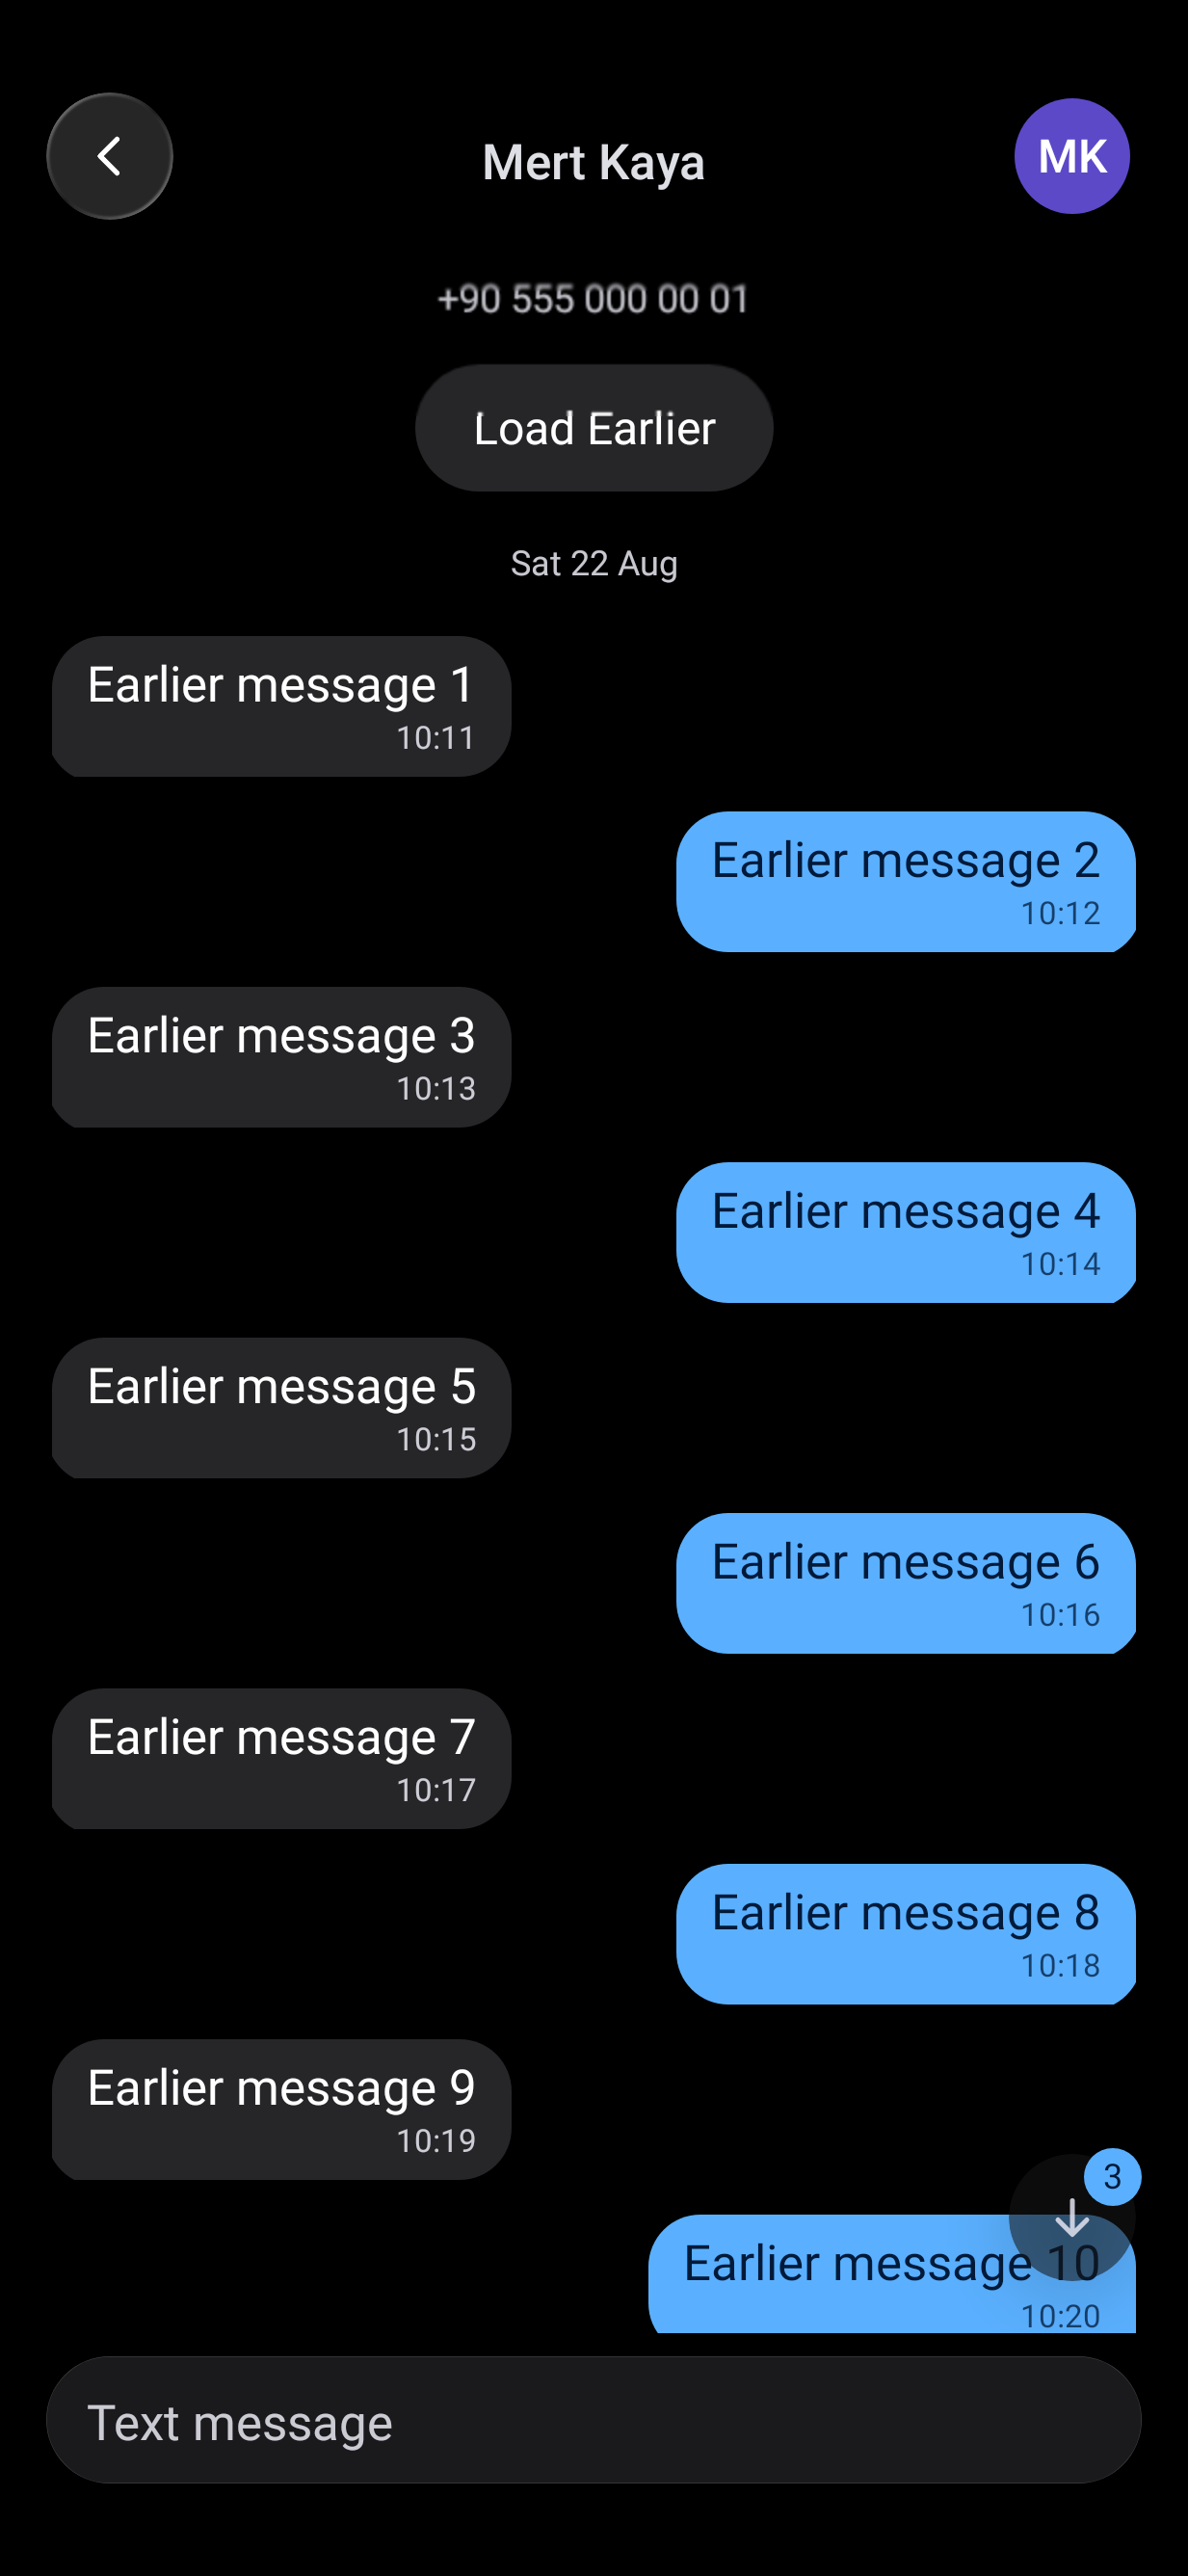 Mert Kaya
MK
+90 555 000 00 01
Load Earlier
Sat 22 Aug
Earlier message 1
10:11
Earlier message 2
10:12
Earlier message 3
10:13
Earlier message 4
10:14
Earlier message 5
10:15
Earlier message 6
10:16
Earlier message 7
10:17
Earlier message 8
10:18
Earlier message 9
10:19
3
Earlier message 10
10:20
Text message